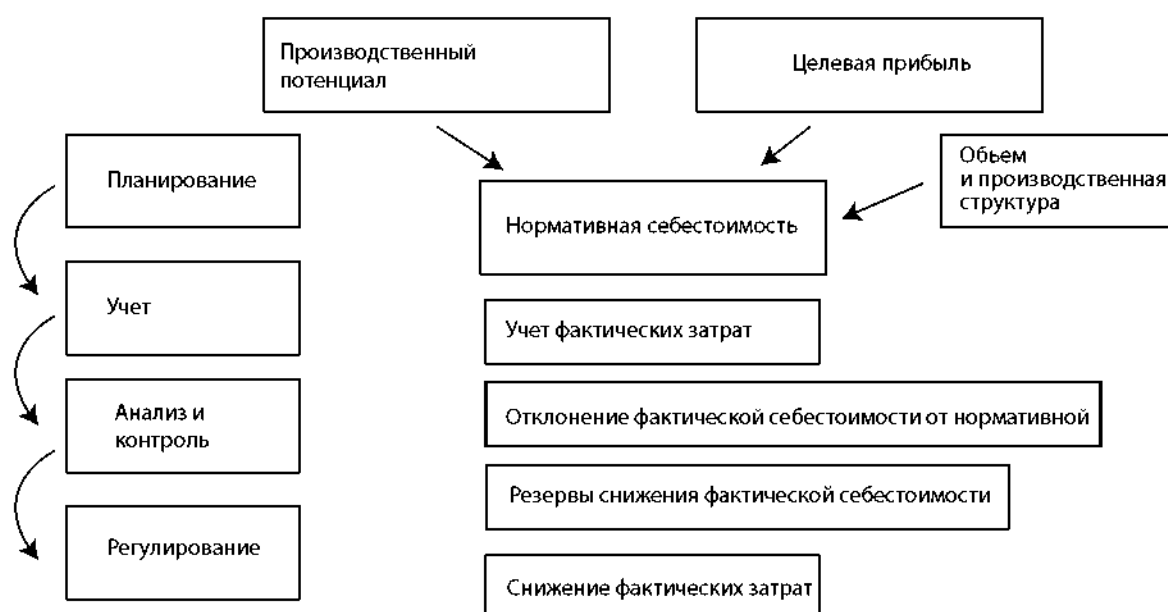 Производственный
потенциал
Целевая прибыль
Обьем
и производственная
структура
Планирование
Нормативная себестоимость
Учет
Учет фактических затрат
Анализ и
контроль
Отклонение фактической себестоимости от нормативной
Резервы снижения фактической себестоимости
Регулирование
Снижение фактических затрат